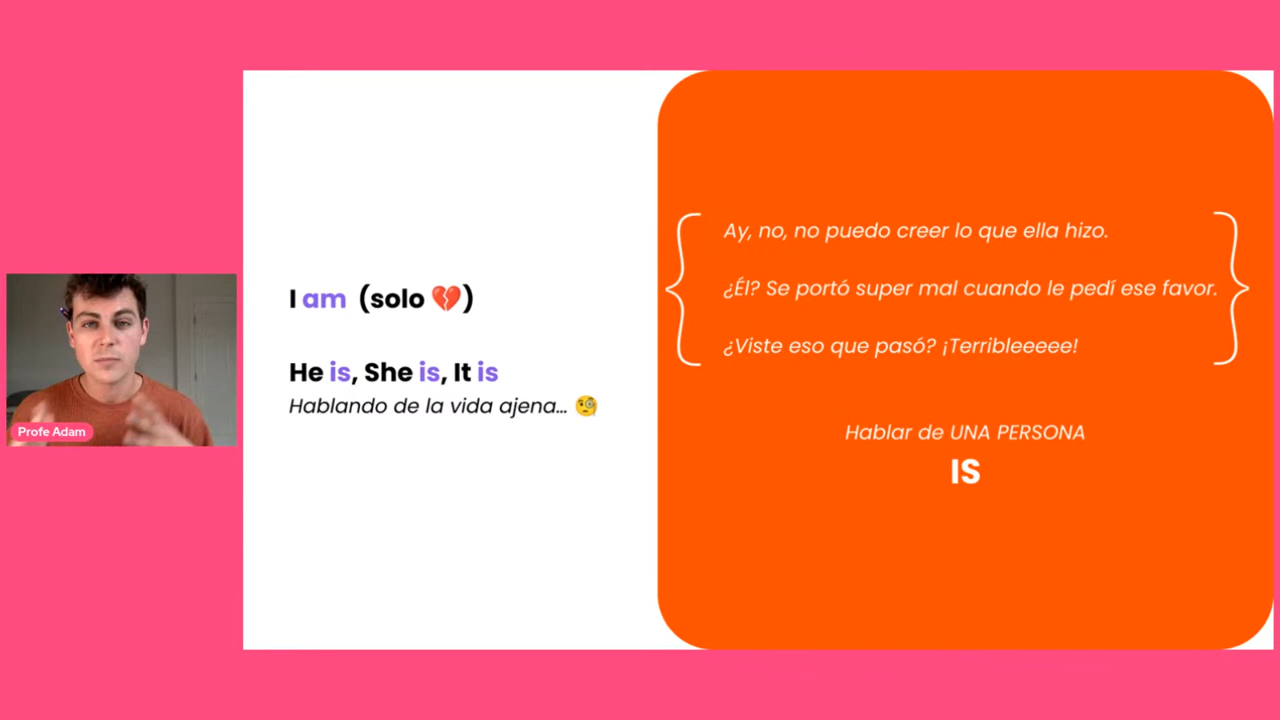 I am (solo 💔)
He is, She is, It is
Hablando de la vida ajena... 🧐
Ay, no, no puedo creer lo que ella hizo.
¿Él? Se portó super mal cuando le pedí ese favor.
¿Viste eso que pasó? ¡Terribleeeee!
Hablar de UNA PERSONA
IS
Profe Adam